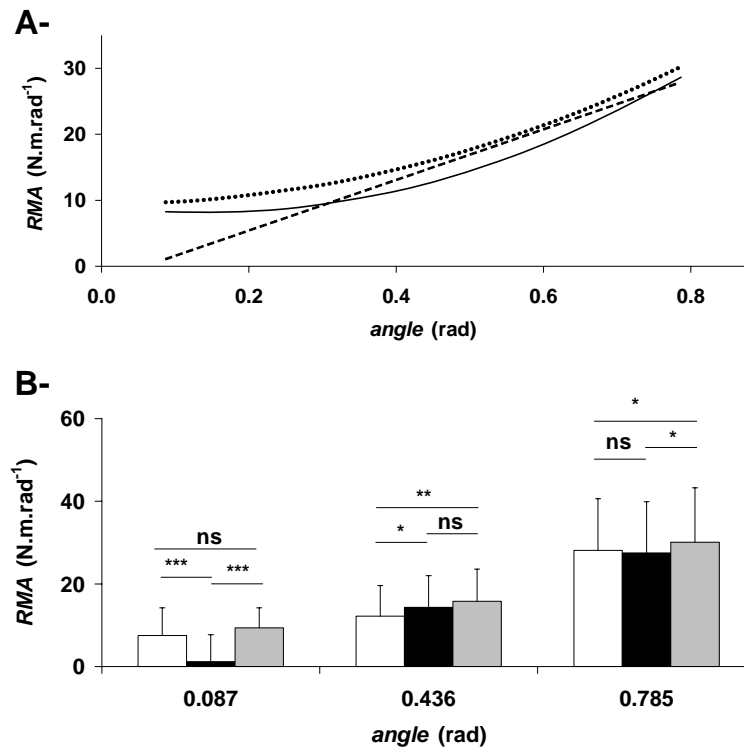 A-
30
20
10
0
RMA (N.m.rad-1)
0.0 0.2 0.4 0.6 0.8
angle (rad)
B-
60
40
20
0
RMA (N.m.rad-1)
ns
*** ***
**
* ns
*
ns *
0.087 0.436 0.785
angle (rad)